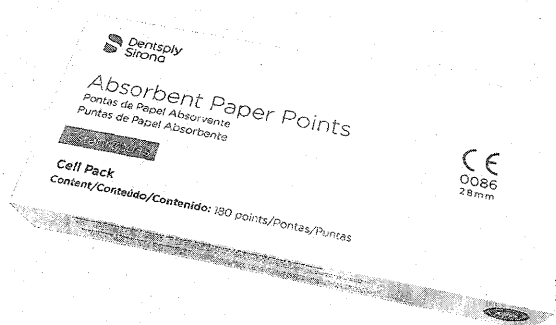 Dentsply
Sirona
Absorbent Paper Points
Pontas de Papel Absorvente
Puntas de Papel Absorbente
Cell Pack
Content/Conteúdo/Contenido: 180 points/Pontas/Puntas
CE
0086
28mm